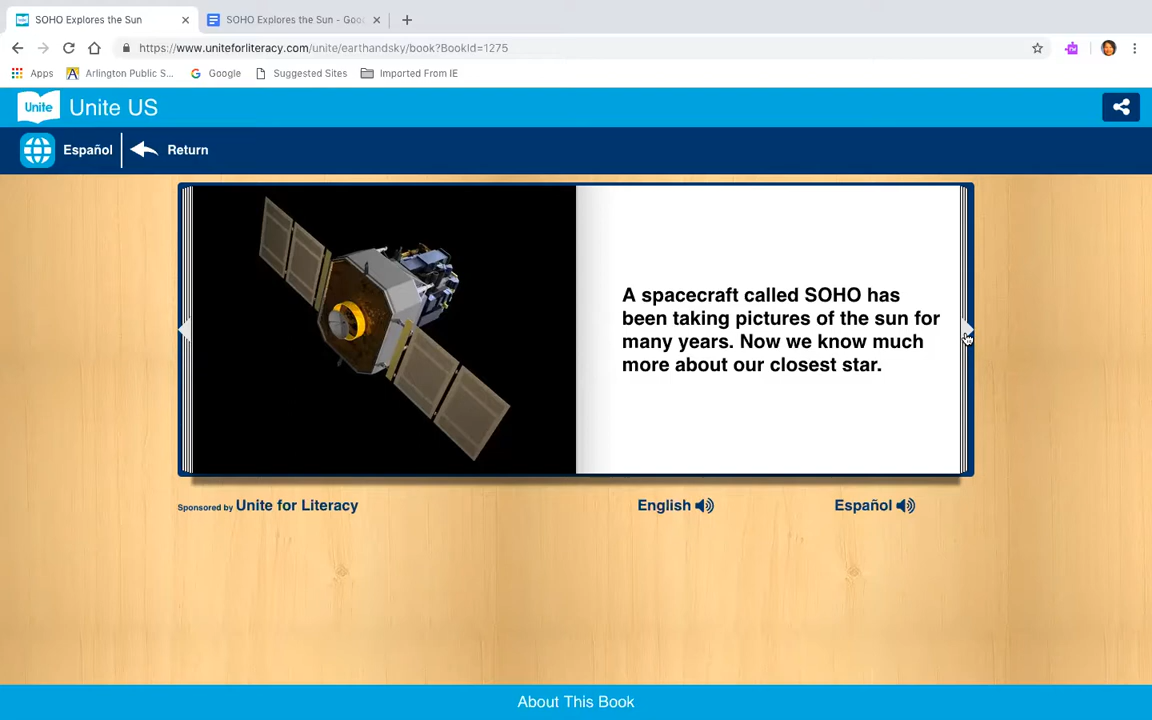 SOHO Explores the Sun
SOHO Explores the Sun - Goo
https://www.uniteforliteracy.com/unite/earthandsky/book?BookId=1275
Apps
Arlington Public S...
Google
Suggested Sites
Imported From IE
Unite
Unite US
Español
Return
A spacecraft called SOHO has
been taking pictures of the sun for
many years. Now we know much
more about our closest star.
Sponsored by Unite for Literacy
English
Español
About This Book